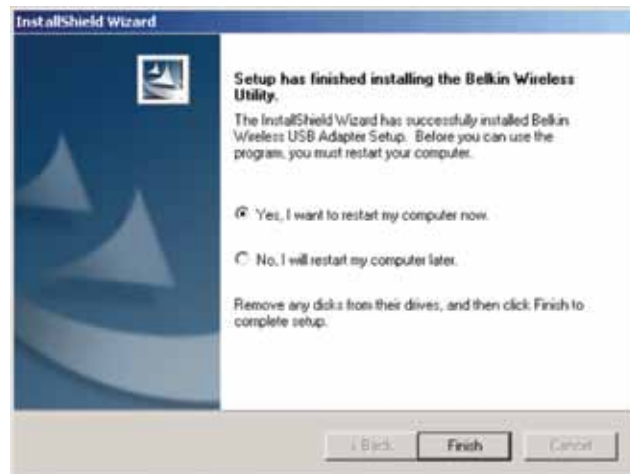 InstallShield Wizard
Setup has finished installing the Belkin Wireless
Utility.
The InstallShield Wizard has successfully installed Belkin
Wireless USB Adapter Setup. Before you can use the
program, you must restart your computer.
Yes, I want to restart my computer now.
No, I will restart my computer later.
Remove any disks from their drives, and then click Finish to
complete setup.
< Back
Finish
Cancel